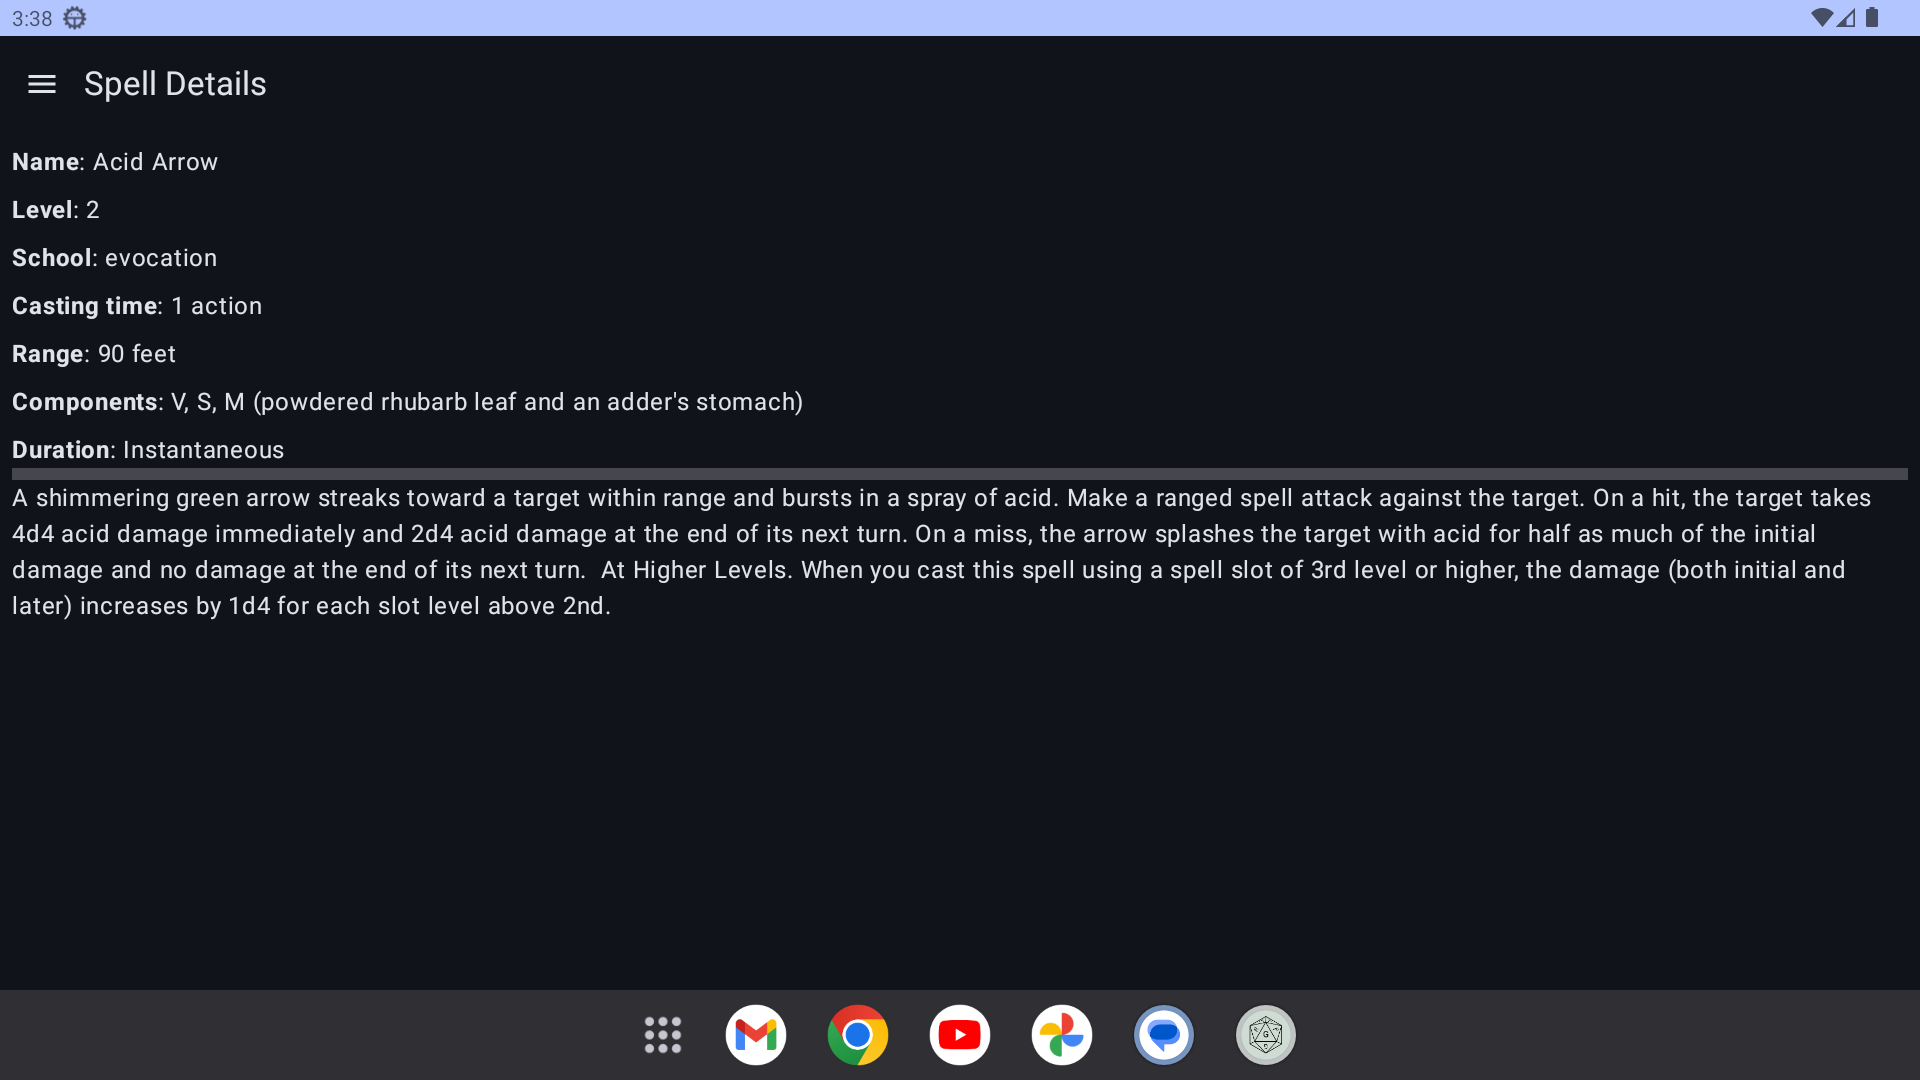 3:38
Spell Details
Name: Acid Arrow
Level: 2
School: evocation
Casting time: 1 action
Range: 90 feet
Components: V, S, M (powdered rhubarb leaf and an adder's stomach)
Duration: Instantaneous
A shimmering green arrow streaks toward a target within range and bursts in a spray of acid. Make a ranged spell attack against the target. On a hit, the target takes
4d4 acid damage immediately and 2d4 acid damage at the end of its next turn. On a miss, the arrow splashes the target with acid for half as much of the initial
damage and no damage at the end of its next turn.  At Higher Levels. When you cast this spell using a spell slot of 3rd level or higher, the damage (both initial and
later) increases by 1d4 for each slot level above 2nd.